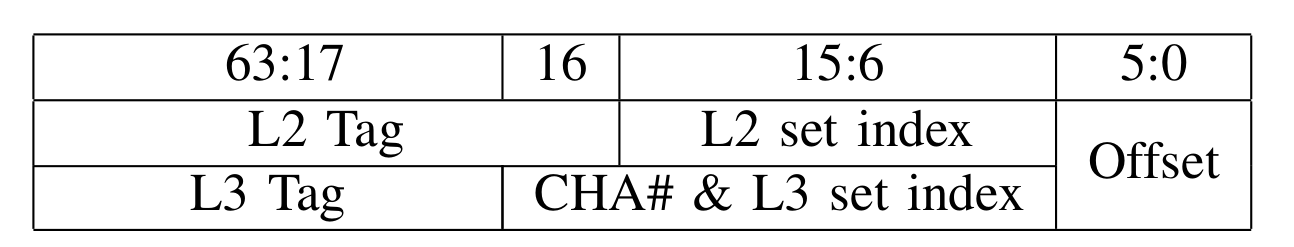 63:17 16 15:6 5:0
L2 Tag L2 set index
Offset
L3 Tag CHA# & L3 set index